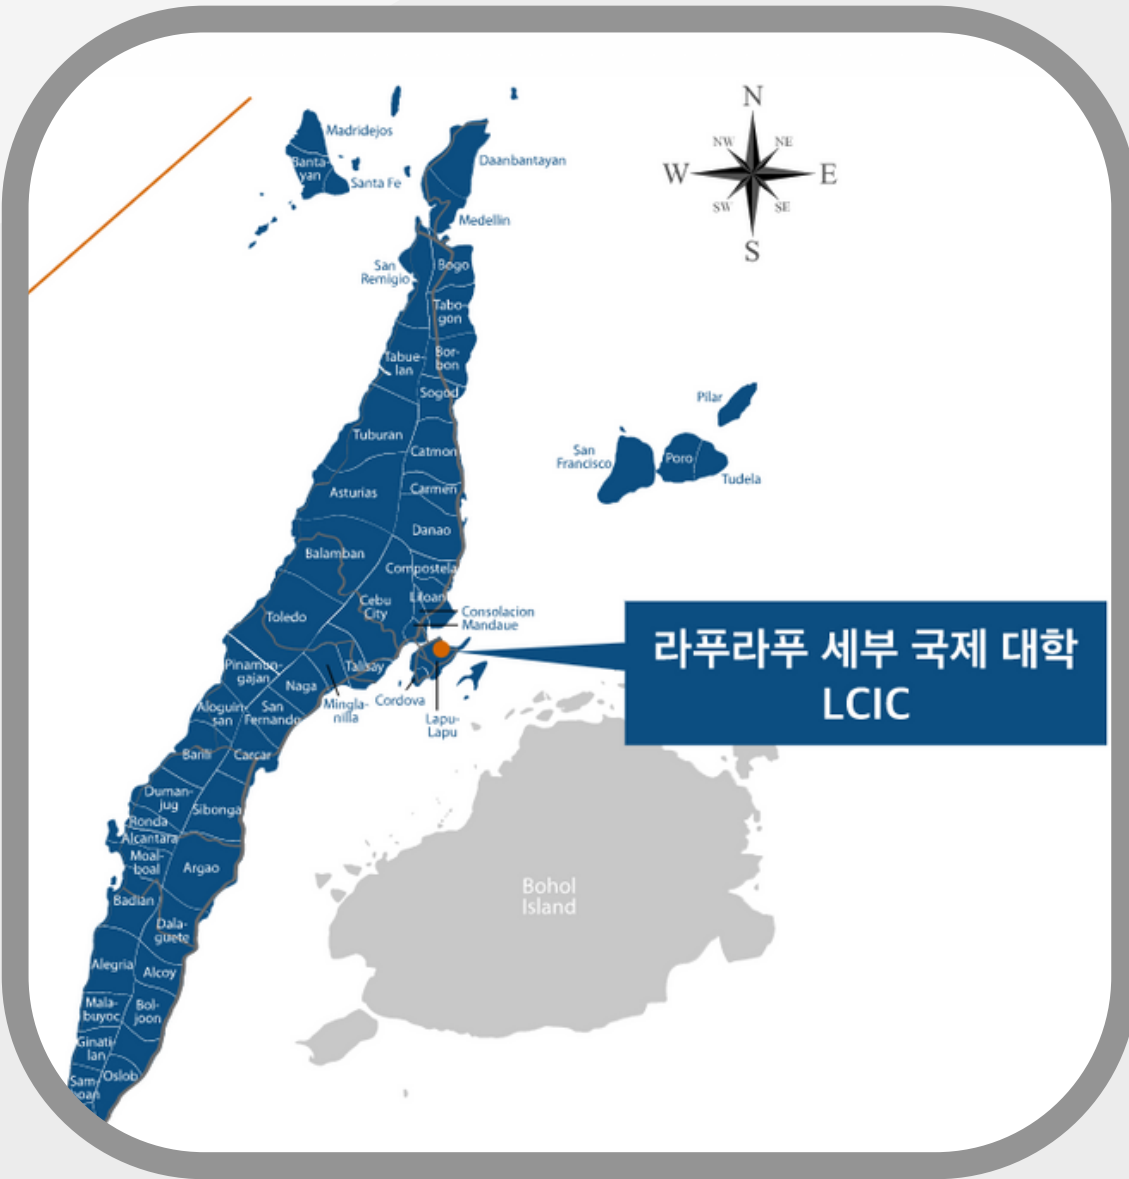 N
NW
NE
W
E
SW
SE
S
Madridejos
Banta-
yan
Santa Fe
Daanbantayan
Medellin
San
Remigio
Bogo
Tabo-
gon
Tabue-
lan
Bor-
bon
Sogod
Pilar
Tuburan
Catmon
San
Francisco
Poro
Tudela
Asturias
Carmen
Danao
Balamban
Compostela
Cebu
City
Liloan
Consolacion
Mandaue
Toledo
라푸라푸 세부 국제 대학
LCIC
Pinamun-
gajan
Talisay
Naga
Mingla-
nilla
Cordova
Lapu-
Lapu
Aloguin-
san
San
Fernando
Barili
Carcar
Duman-
jug
Sibonga
Ronda
Alcantara
Moal-
boal
Argao
Badian
Bohol
Island
Dala-
guete
Alegria
Alcoy
Mala-
buyoc
Bol-
joon
Ginati-
lan
Oslob
Sam-
boan